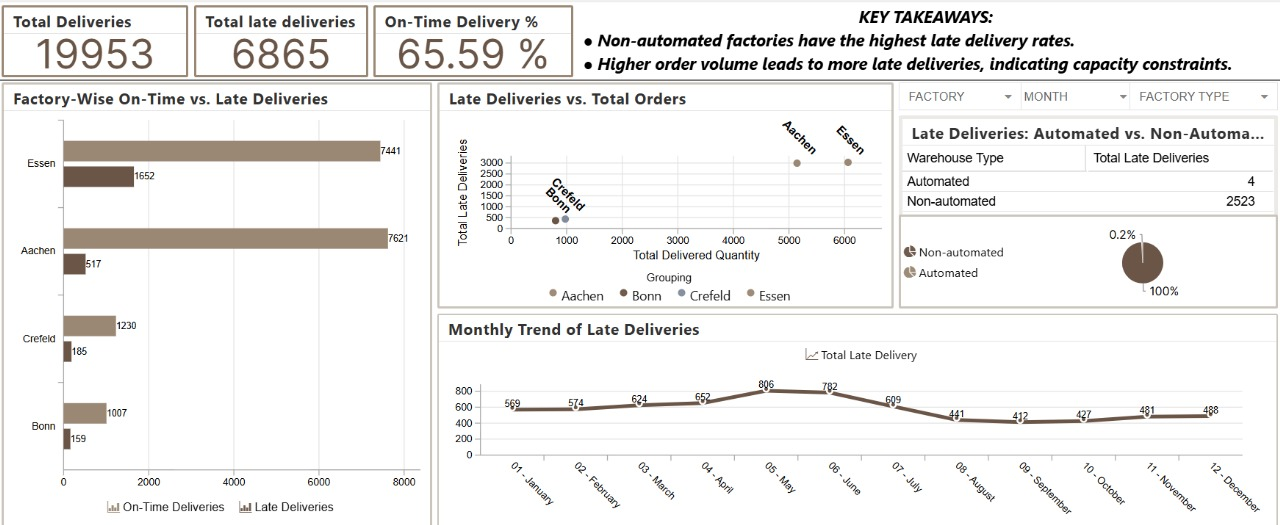 Total Deliveries
19953
Total late deliveries
6865
On-Time Delivery %
65.59 %
KEY TAKEAWAYS:
● Non-automated factories have the highest late delivery rates.
● Higher order volume leads to more late deliveries, indicating capacity constraints.
Factory-Wise On-Time vs. Late Deliveries
Essen
7441
1652
Aachen
7621
517
Crefeld
1230
185
Bonn
1007
159
0 2000 4000 6000 8000
On-Time Deliveries Late Deliveries
Late Deliveries vs. Total Orders
Total Late Deliveries
3000
2500
2000
1500
1000
500
0
Aachen
Essen
Crefeld
Bonn
0 1000 2000 3000 4000 5000 6000
Total Delivered Quantity
Grouping
Aachen Bonn Crefeld Essen
FACTORY MONTH FACTORY TYPE
Late Deliveries: Automated vs. Non-Automa...
Warehouse Type Total Late Deliveries
Automated 4
Non-automated 2523
Non-automated
Automated
0.2%
100%
Monthly Trend of Late Deliveries
Total Late Delivery
800
600
400
200
0
569 574 624 652 806 782 609 441 412 427 481 488
01 - January 02 - February 03 - March 04 - April 05 - May 06 - June 07 - July 08 - August 09 - September 10 - October 11 - November 12 - December